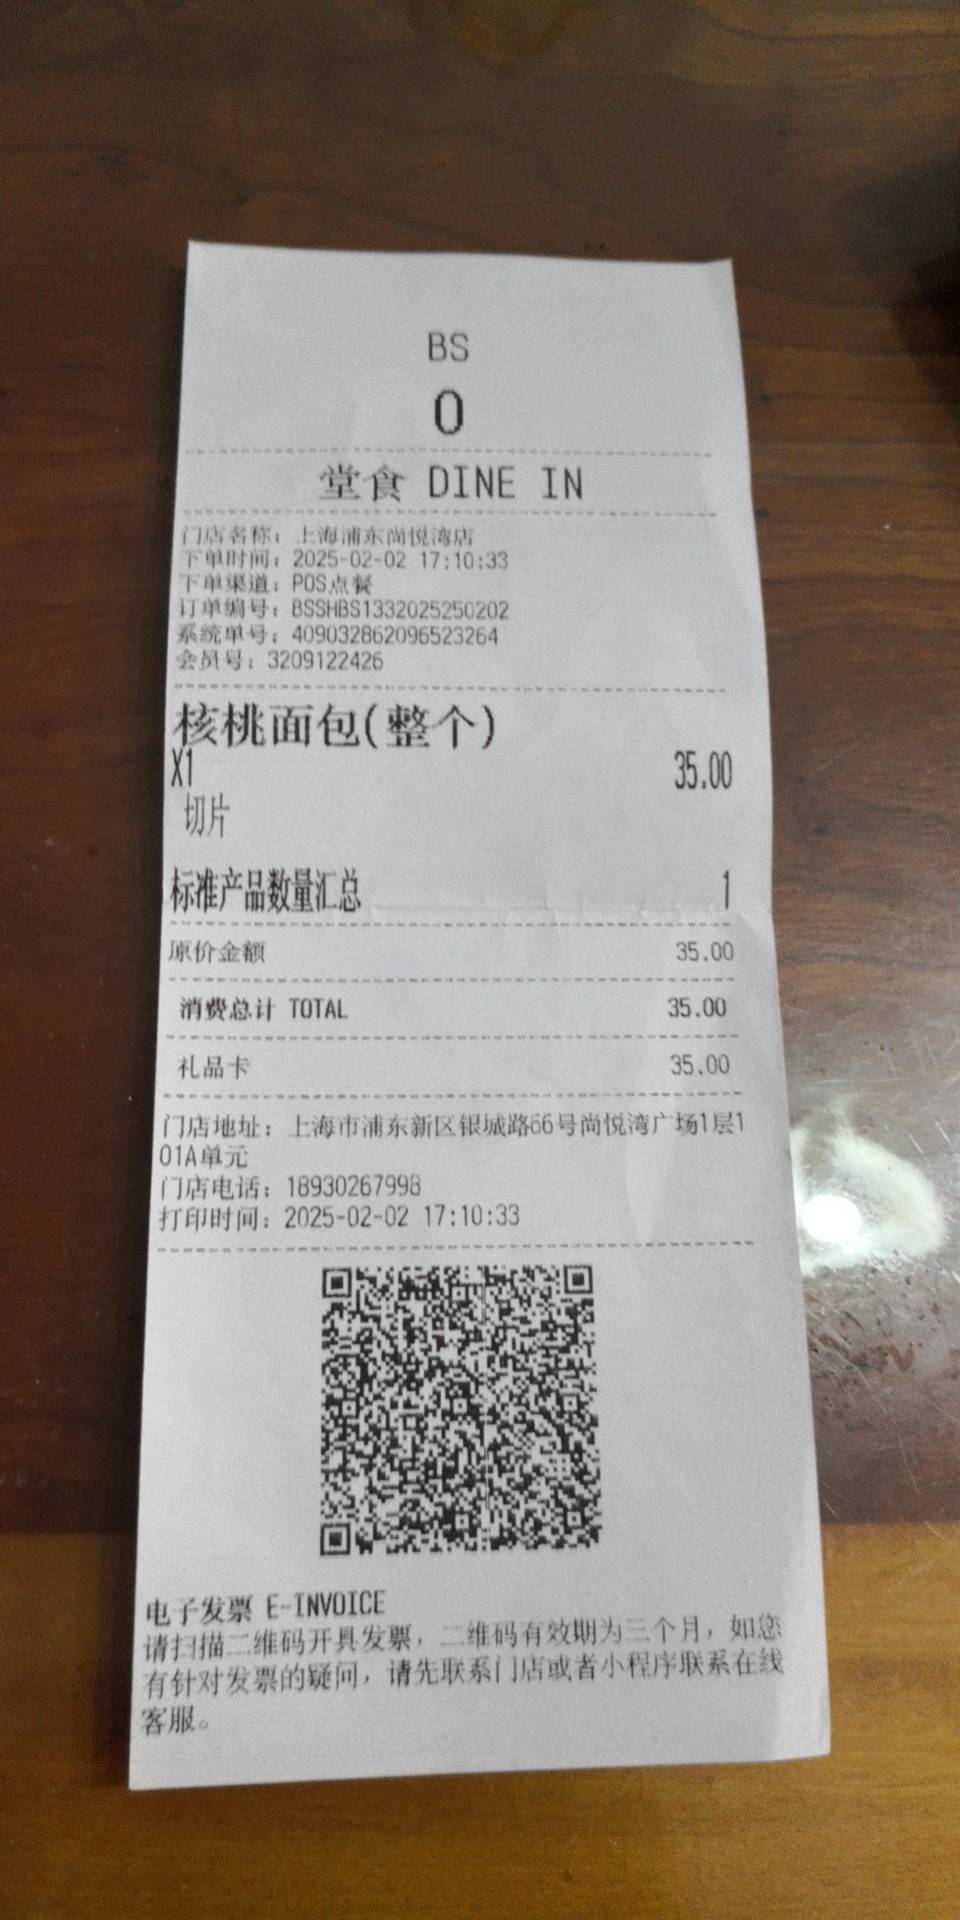 BS
0
堂食 DINE IN
门店名称：上海浦东尚悦湾店
下单时间：2025-02-02 17:10:33
下单渠道：POS点餐
订单编号：BSSHBS1332025250202
系统单号：409032862096523264
会员号：3209122426
核桃面包(整个)
X1 35.00
切片
标准产品数量汇总 1
原价金额 35.00
消费总计 TOTAL 35.00
礼品卡 35.00
门店地址：上海市浦东新区银城路66号尚悦湾广场1层1
01A单元
门店电话：18930267998
打印时间：2025-02-02 17:10:33
电子发票 E-INVOICE
请扫描二维码开具发票，二维码有效期为三个月，如您
有针对发票的疑问，请先联系门店或者小程序联系在线
客服。